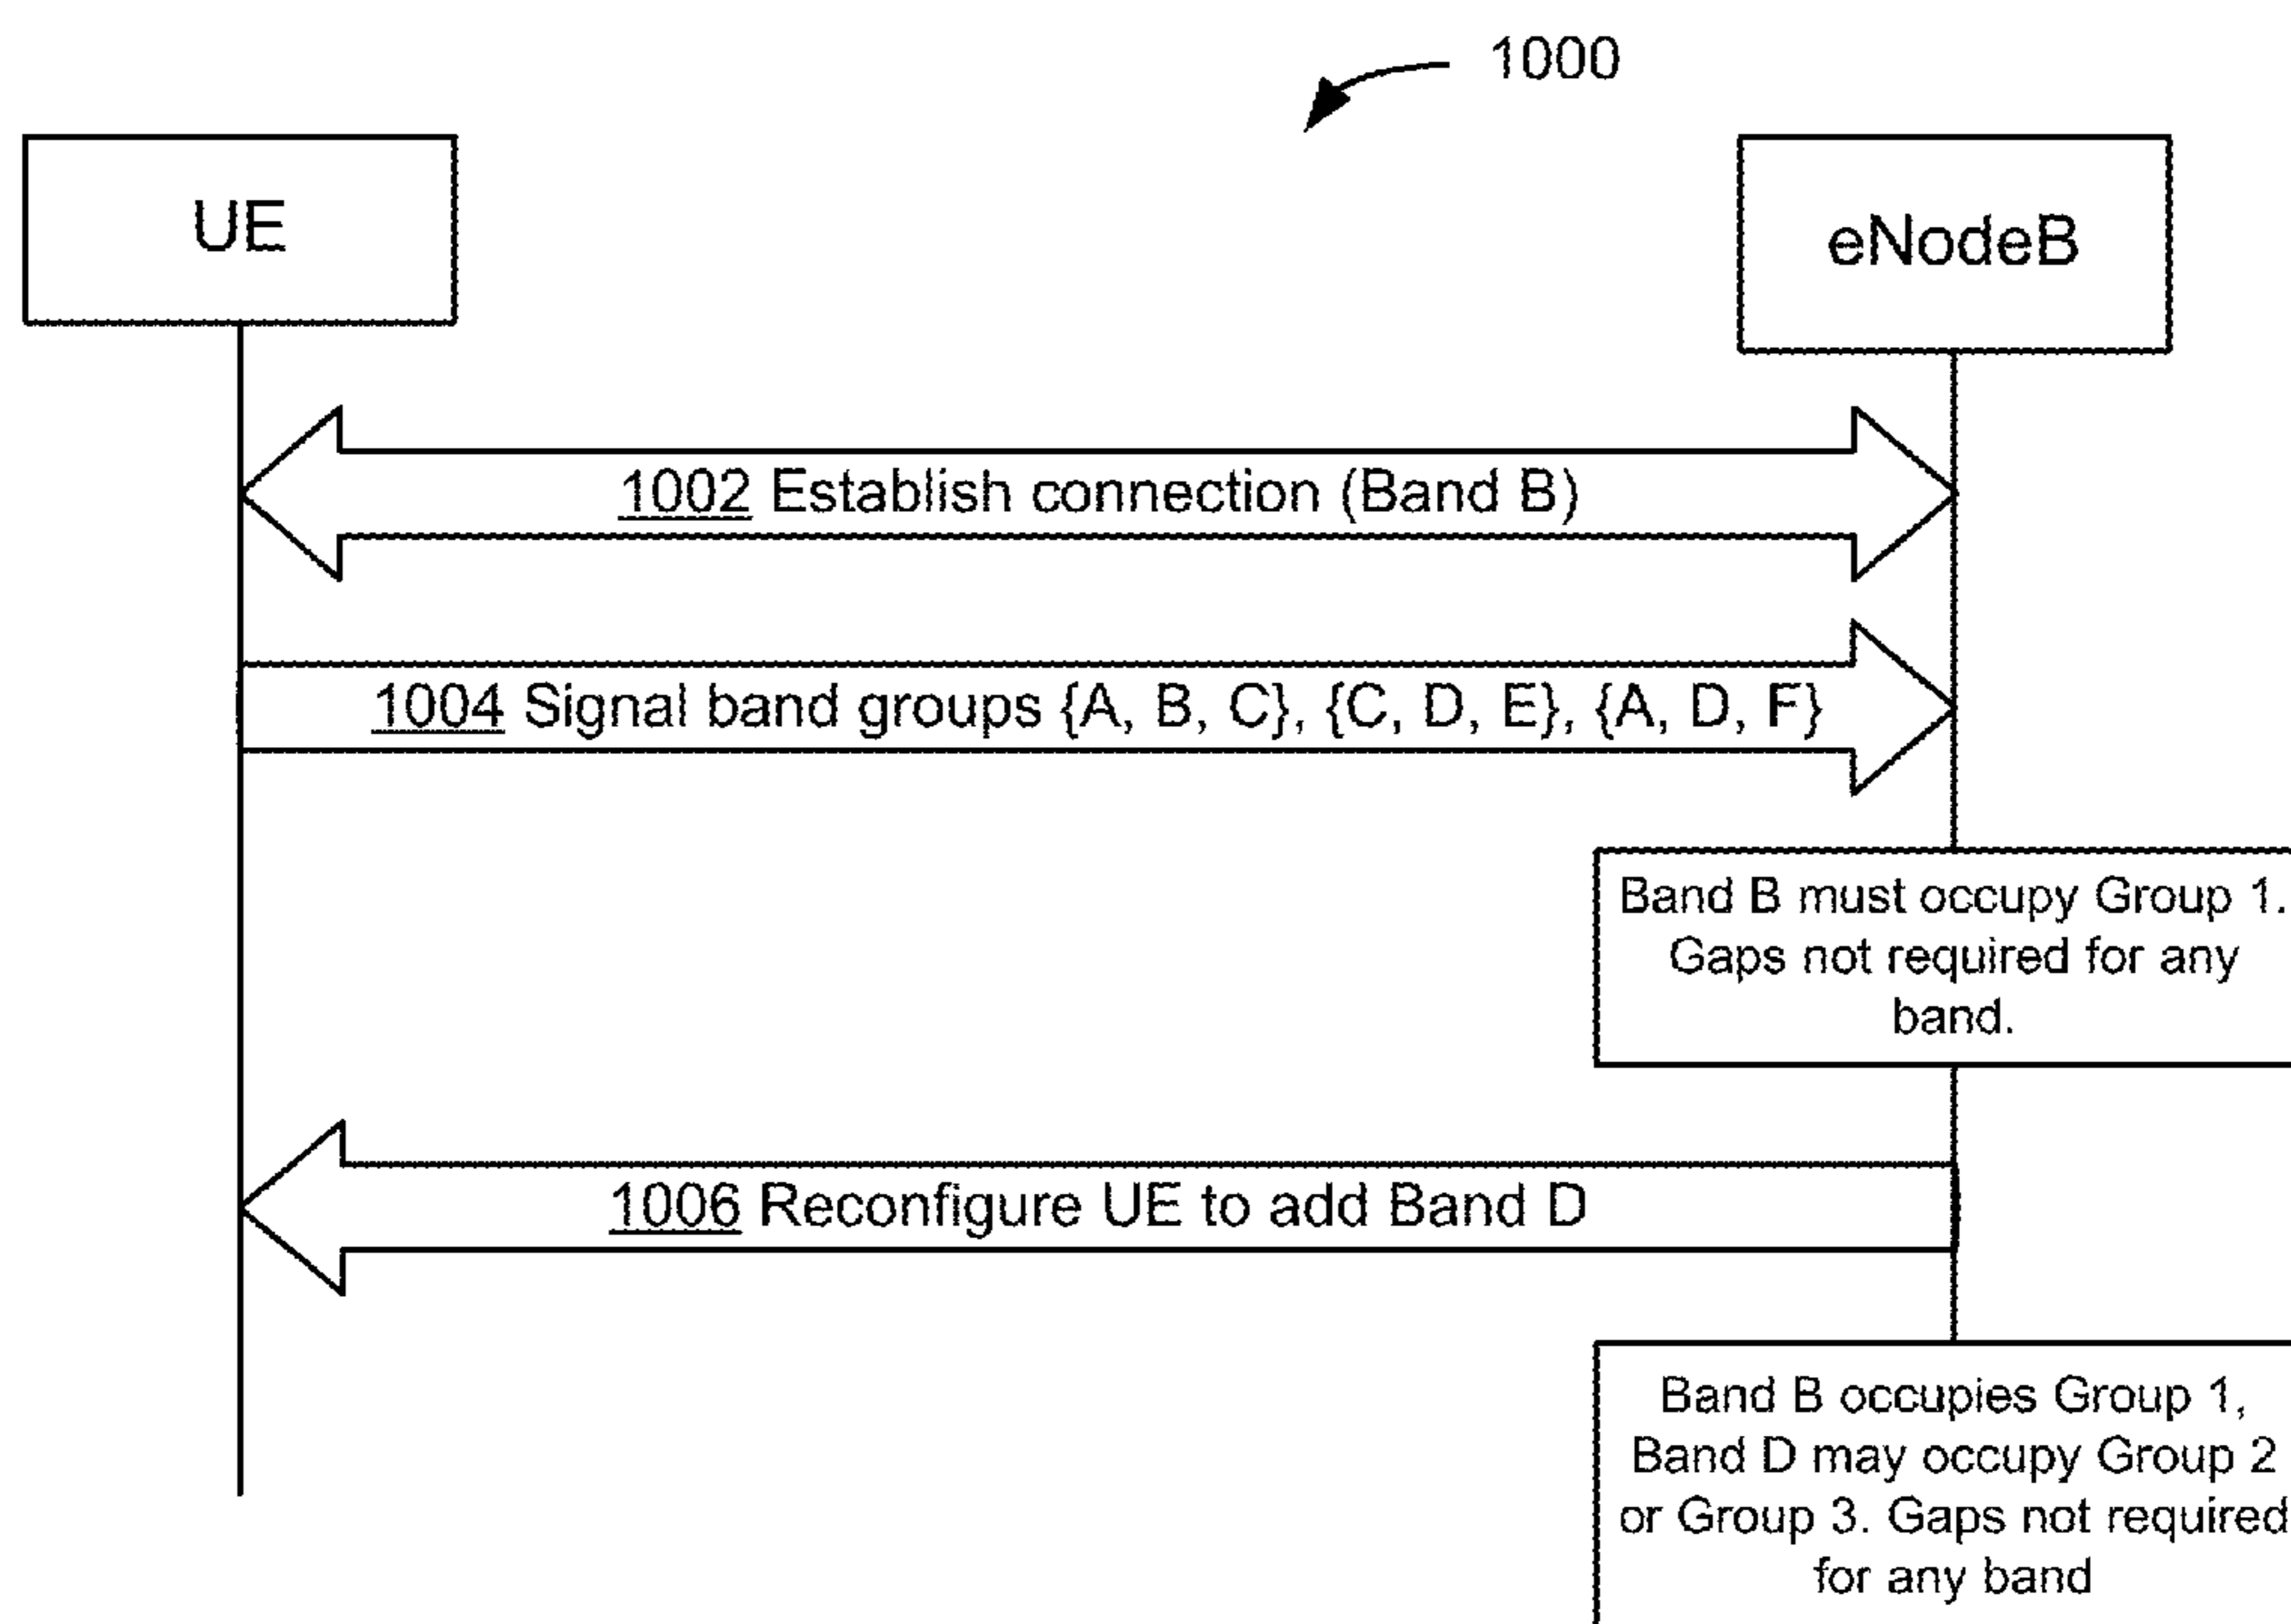 1000
UE
eNodeB
1002 Establish connection (Band B)
1004 Signal band groups {A, B, C}, {C, D, E}, {A, D, F}
Band B must occupy Group 1.
Gaps not required for any
band.
1006 Reconfigure UE to add Band D
Band B occupies Group 1,
Band D may occupy Group 2
or Group 3. Gaps not required
for any band